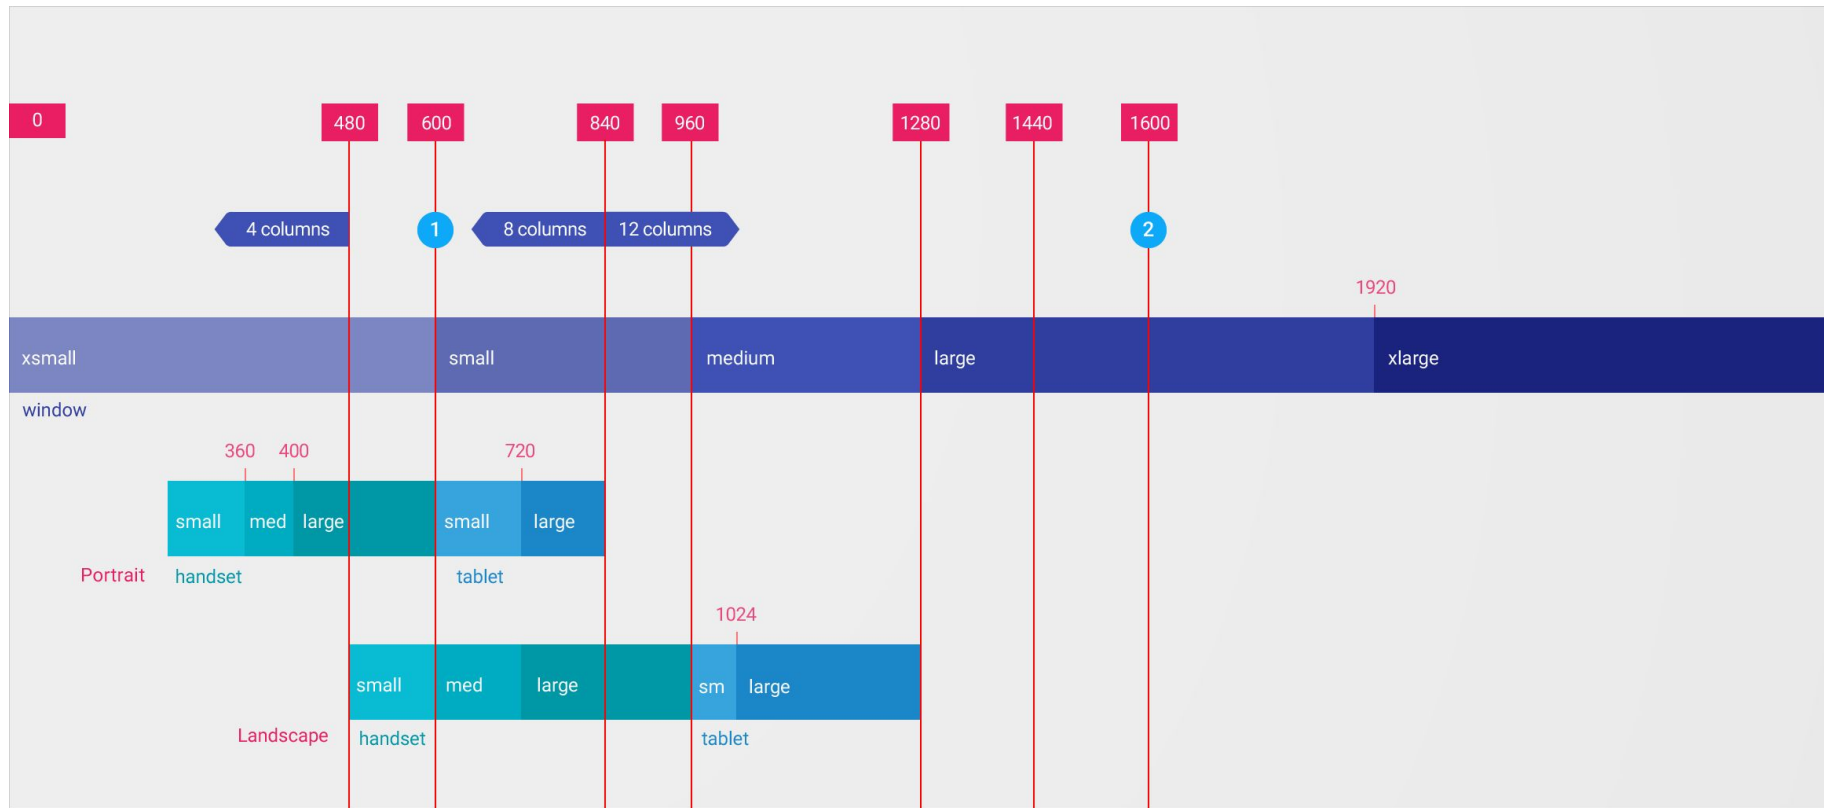 0
480
600
840
960
1280
1440
1600
4 columns
1
8 columns
12 columns
2
1920
xsmall
small
medium
large
xlarge
window
360
400
720
small
med
large
small
large
Portrait
handset
tablet
1024
small
med
large
sm
large
Landscape
handset
tablet